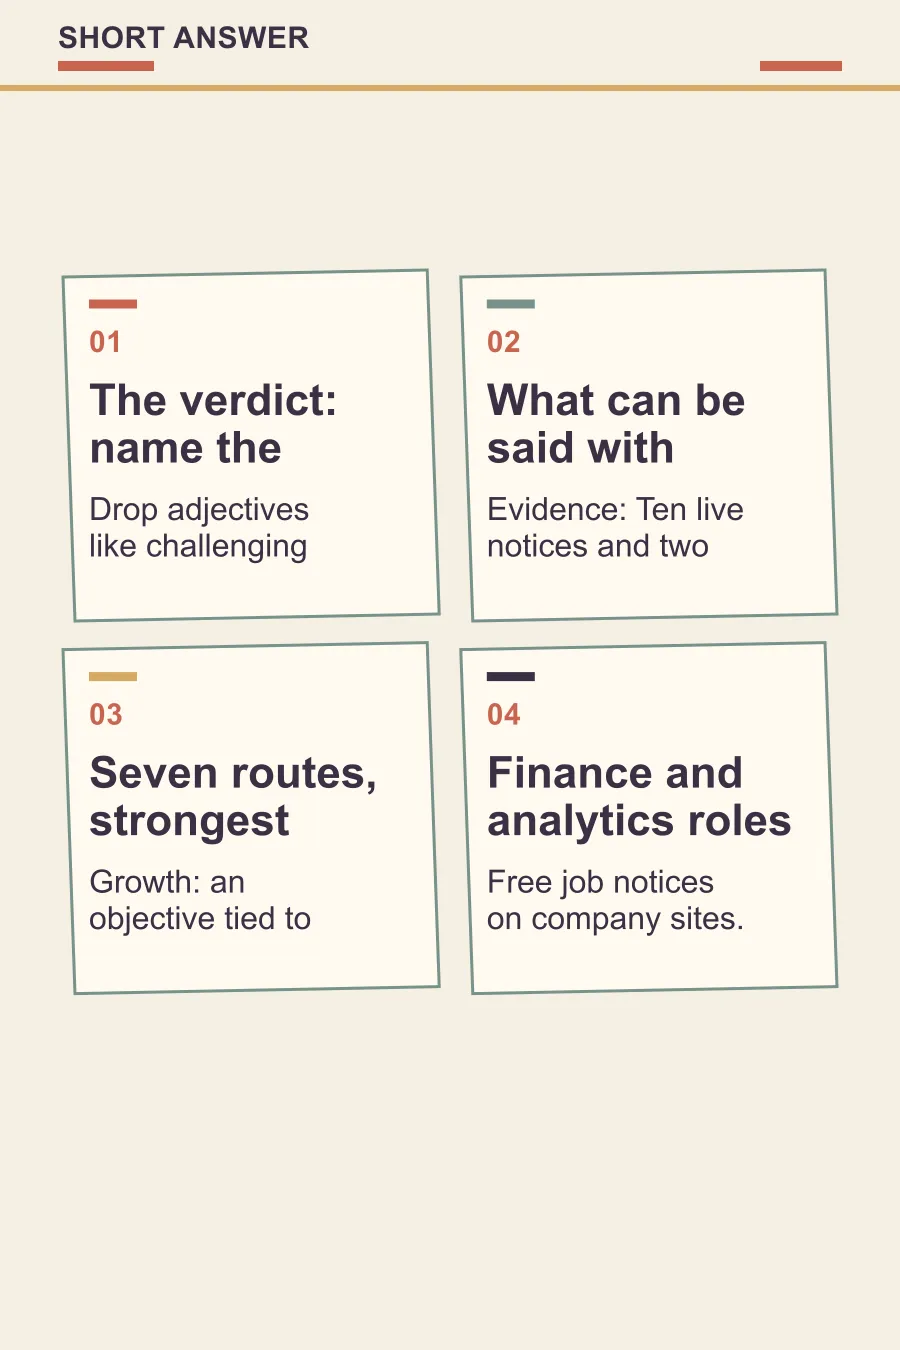 SHORT ANSWER
01
The verdict:
name the
Drop adjectives
like challenging
02
What can be
said with
Evidence: Ten live
notices and two
03
Seven routes,
strongest
Growth: an
objective tied to
04
Finance and
analytics roles
Free job notices
on company sites.